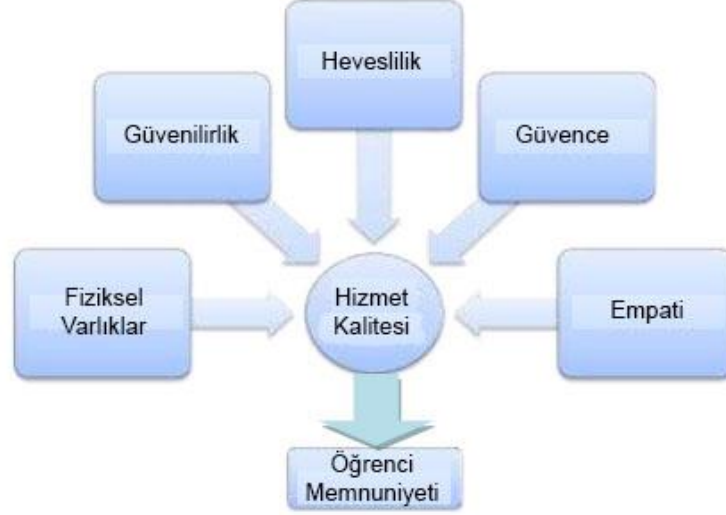 Heveslilik
Güvenilirlik
Güvence
Fiziksel
Varlıklar
Hizmet
Kalitesi
Empati
Öğrenci
Memnuniyeti